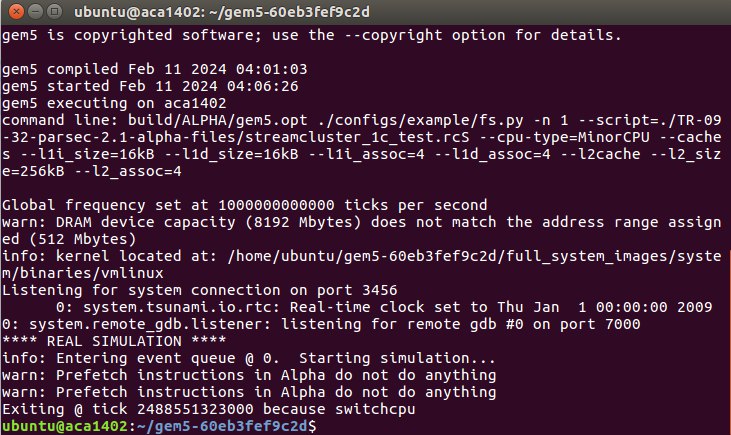 ubuntu@aca1402: ~/gem5-60eb3fef9c2d
gem5 is copyrighted software; use the --copyright option for details.
gem5 compiled Feb 11 2024 04:01:03
gem5 started Feb 11 2024 04:06:26
gem5 executing on aca1402
command line: build/ALPHA/gem5.opt ./configs/example/fs.py -n 1 --script=./TR-09
-32-parsec-2.1-alpha-files/streamcluster_1c_test.rcS --cpu-type=MinorCPU --cache
s --l1i_size=16kB --l1d_size=16kB --l1i_assoc=4 --l1d_assoc=4 --l2cache --l2_siz
e=256kB --l2_assoc=4
Global frequency set at 1000000000000 ticks per second
warn: DRAM device capacity (8192 Mbytes) does not match the address range assign
ed (512 Mbytes)
info: kernel located at: /home/ubuntu/gem5-60eb3fef9c2d/full_system_images/syste
m/binaries/vmlinux
Listening for system connection on port 3456
      0: system.tsunami.io.rtc: Real-time clock set to Thu Jan  1 00:00:00 2009
0: system.remote_gdb.listener: listening for remote gdb #0 on port 7000
**** REAL SIMULATION ****
info: Entering event queue @ 0.  Starting simulation...
warn: Prefetch instructions in Alpha do not do anything
warn: Prefetch instructions in Alpha do not do anything
Exiting @ tick 2488551323000 because switchcpu
ubuntu@aca1402:~/gem5-60eb3fef9c2d$